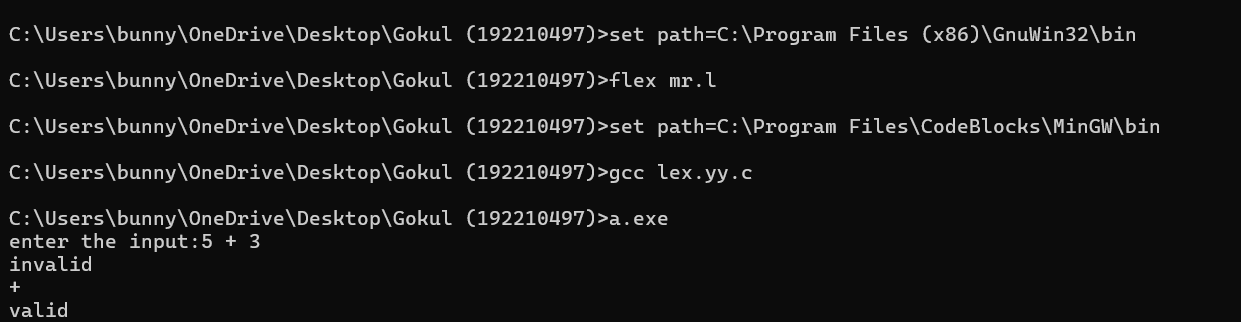 C:\Users\bunny\OneDrive\Desktop\Gokul (192210497)>set path=C:\Program Files (x86)\GnuWin32\bin
C:\Users\bunny\OneDrive\Desktop\Gokul (192210497)>flex mr.l
C:\Users\bunny\OneDrive\Desktop\Gokul (192210497)>set path=C:\Program Files\CodeBlocks\MinGW\bin
C:\Users\bunny\OneDrive\Desktop\Gokul (192210497)>gcc lex.yy.c
C:\Users\bunny\OneDrive\Desktop\Gokul (192210497)>a.exe
enter the input:5 + 3
invalid
+
valid